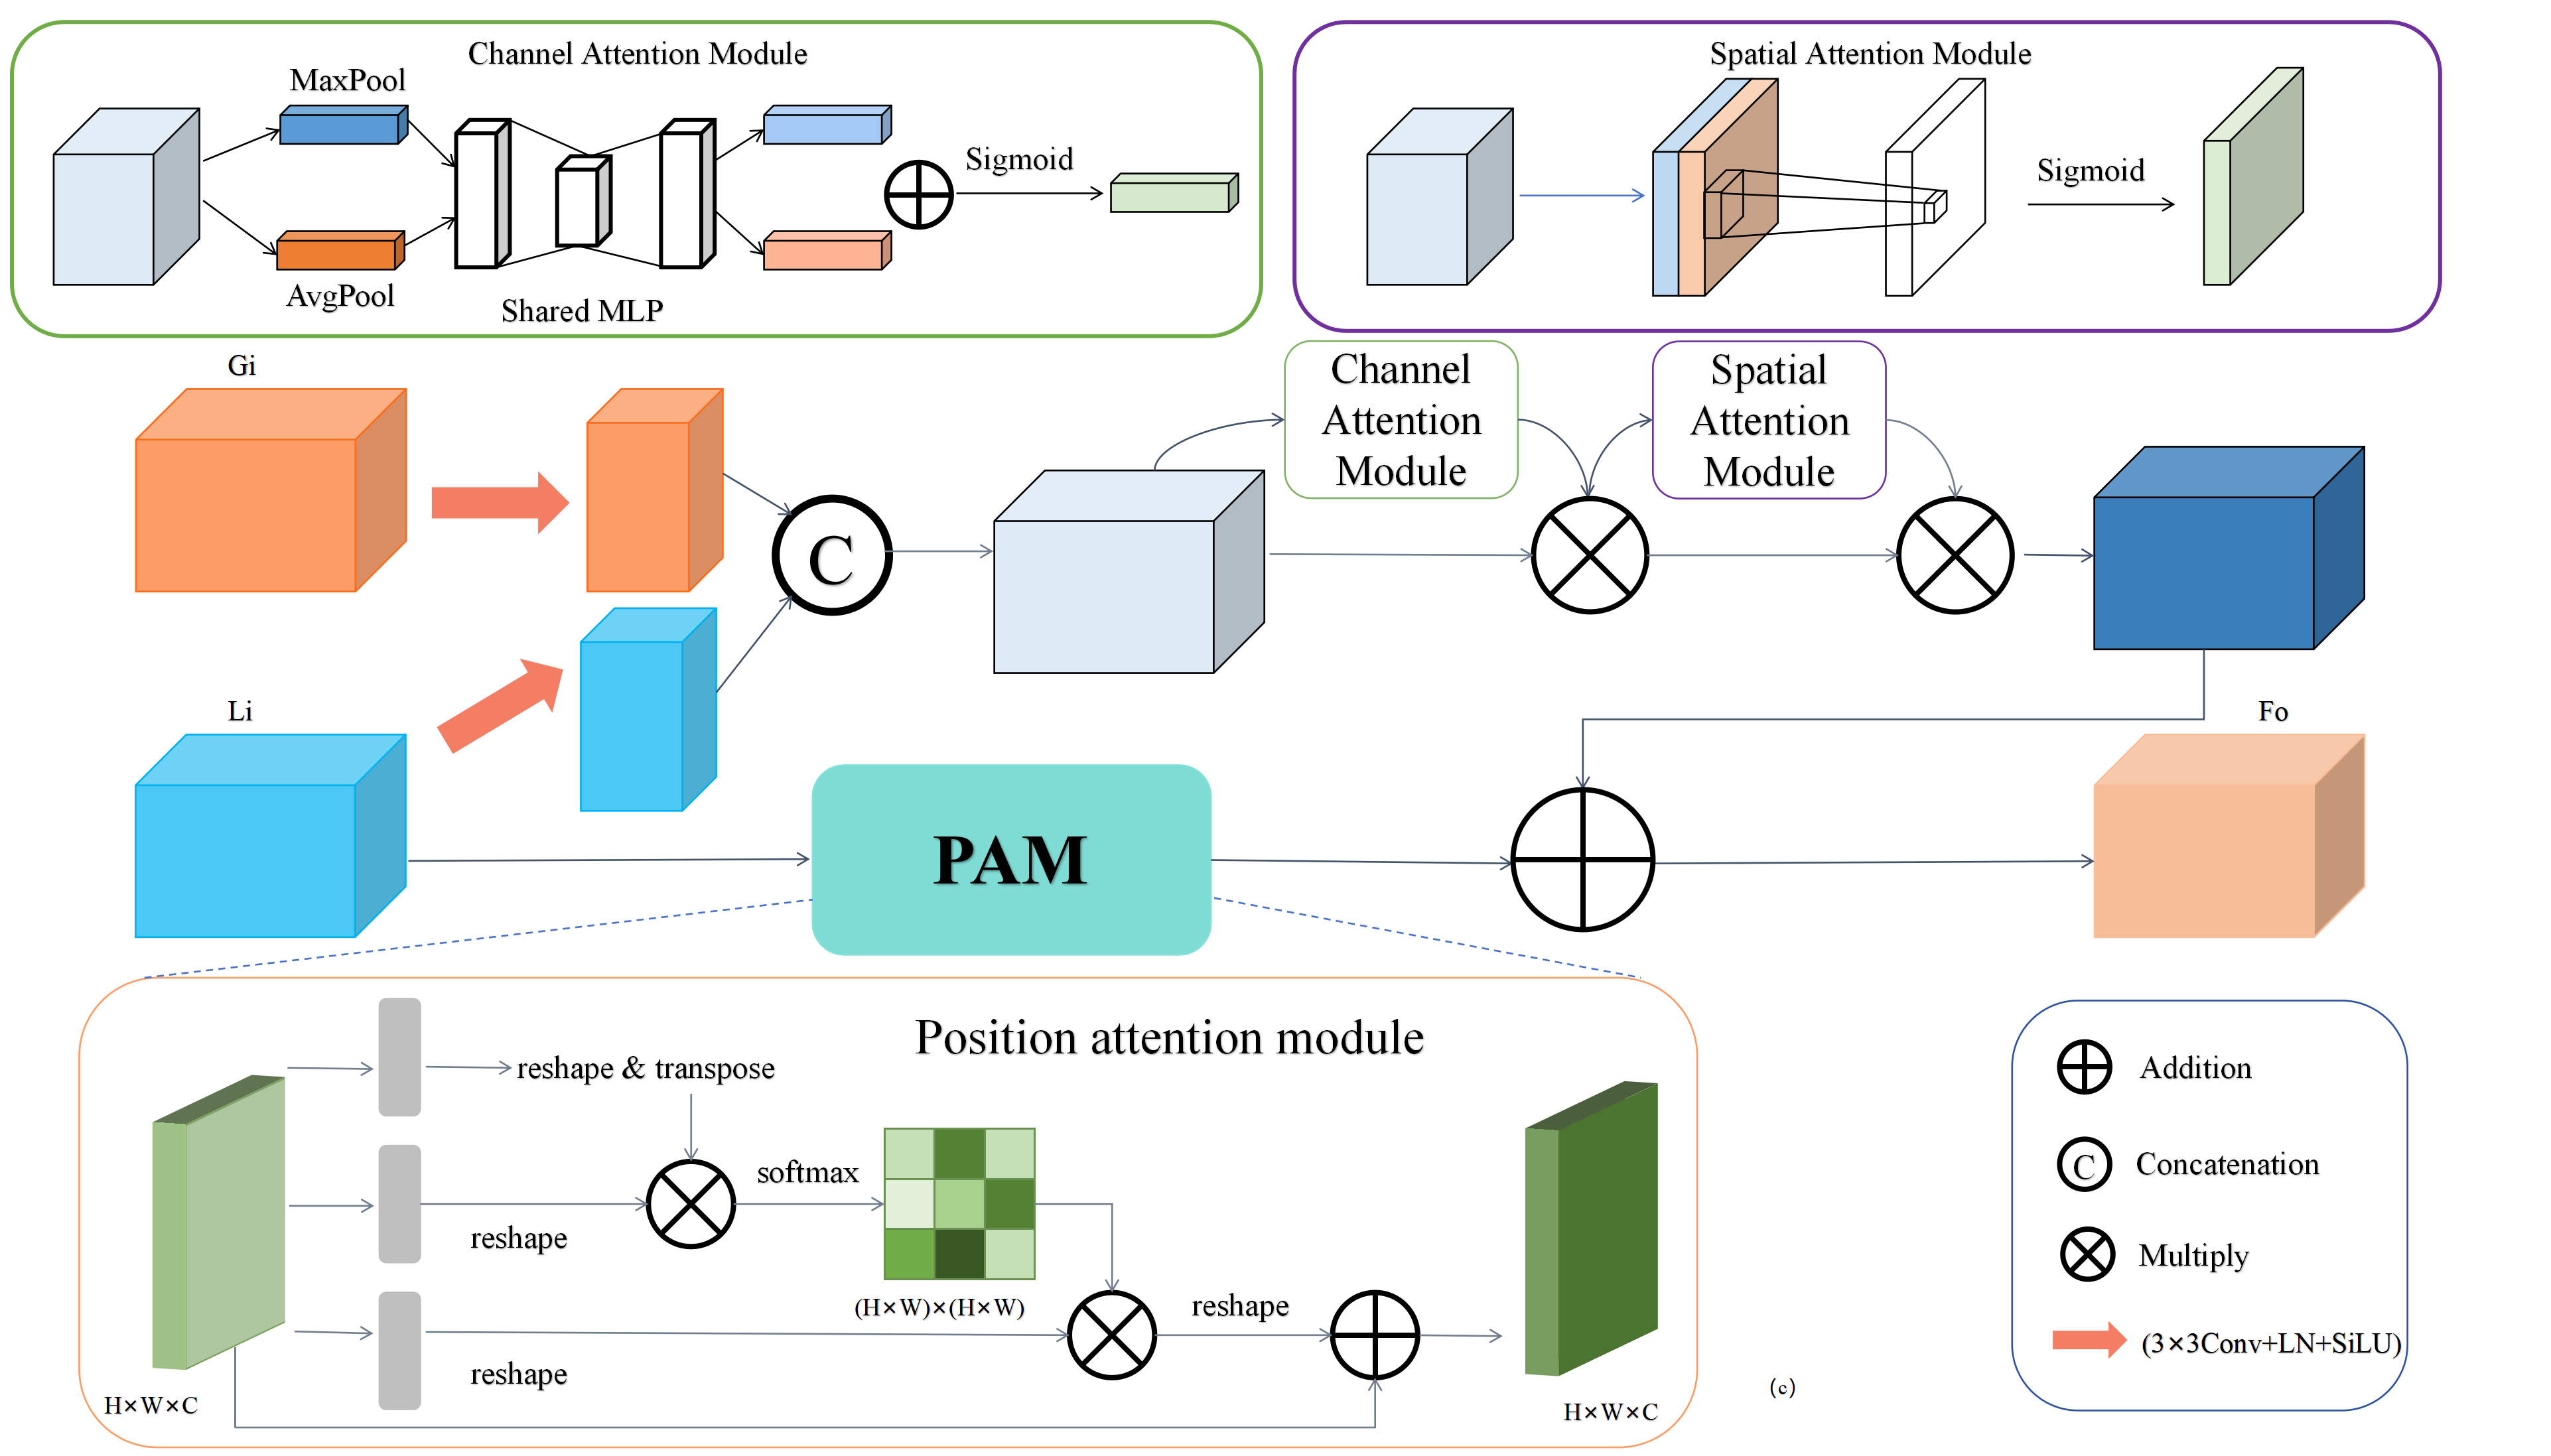 Channel Attention Module
MaxPool
AvgPool
Shared MLP
Sigmoid
Spatial Attention Module
Sigmoid
Gi
Li
C
Channel
Attention
Module
Spatial
Attention
Module
Fo
PAM
Position attention module
reshape & transpose
softmax
reshape
(H×W)×(H×W)
reshape
reshape
H×W×C
H×W×C
(c)
Addition
C Concatenation
Multiply
(3×3Conv+LN+SiLU)